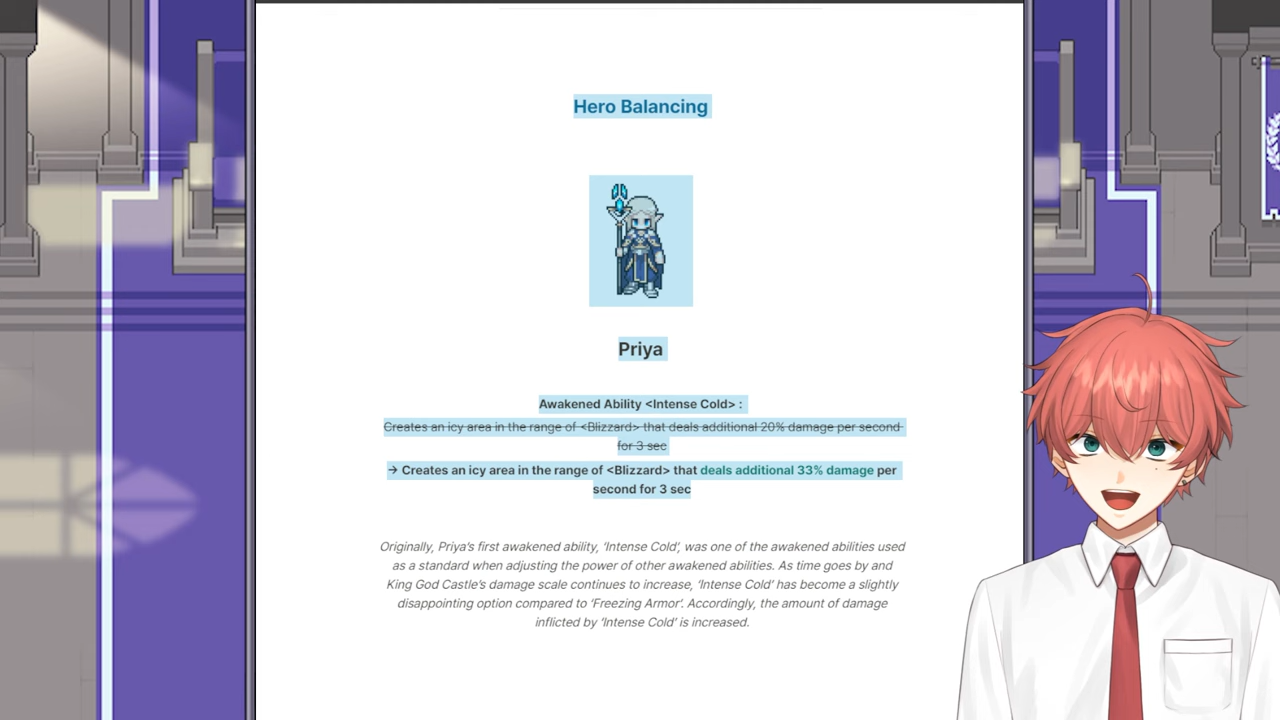 Hero Balancing
Priya
Awakened Ability <Intense Cold> :
Creates an icy area in the range of <Blizzard> that deals additional 20% damage per second
for 3 sec
→ Creates an icy area in the range of <Blizzard> that deals additional 33% damage per
second for 3 sec
Originally, Priya's first awakened ability, 'Intense Cold', was one of the awakened abilities used
as a standard when adjusting the power of other awakened abilities. As time goes by and
King God Castle's damage scale continues to increase, 'Intense Cold' has become a slightly
disappointing option compared to 'Freezing Armor'. Accordingly, the amount of damage
inflicted by 'Intense Cold' is increased.